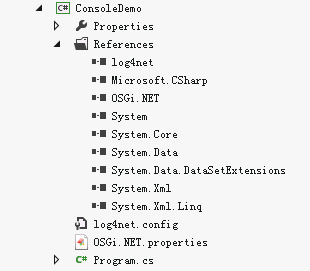 ConsoleDemo
Properties
References
log4net
Microsoft.CSharp
OSGi.NET
System
System.Core
System.Data
System.Data.DataSetExtensions
System.Xml
System.Xml.Linq
log4net.config
OSGi.NET.properties
C# Program.cs